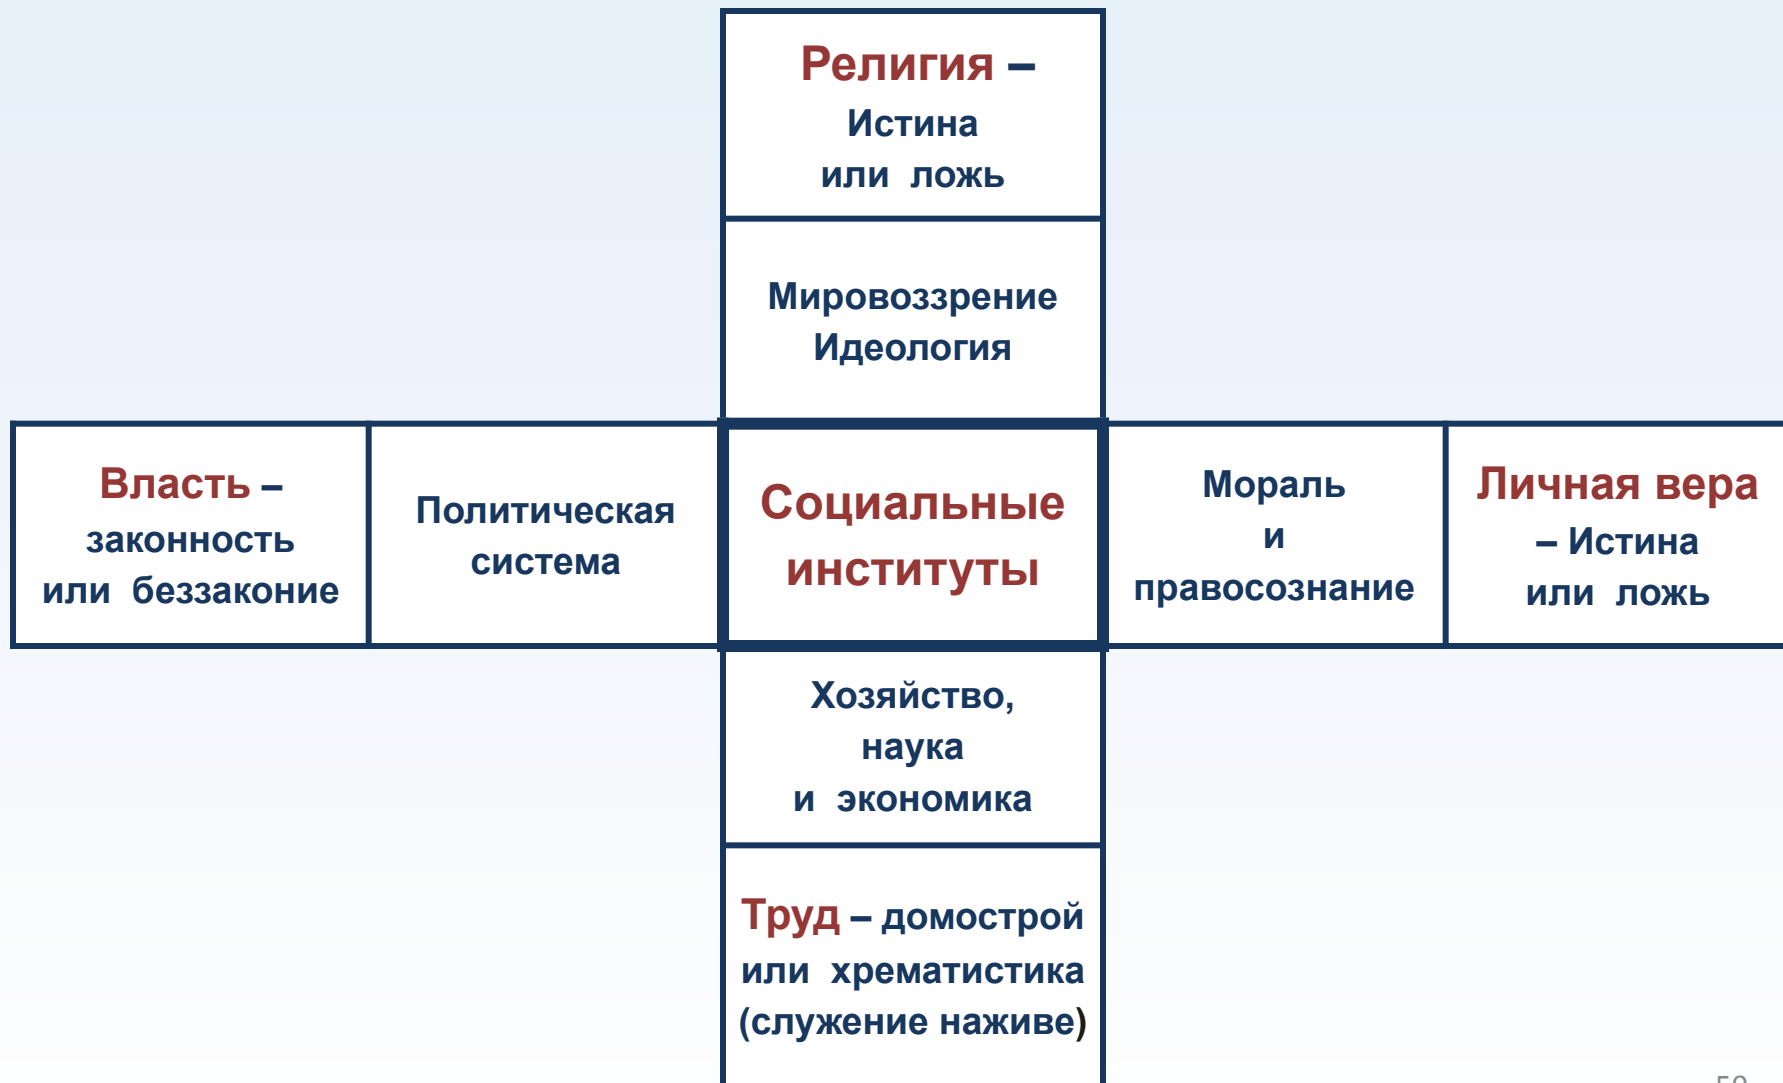 Религия –
Истина
или ложь
Мировоззрение
Идеология
Власть –
законность
или беззаконие
Политическая
система
Социальные
институты
Мораль
и
правосознание
Личная вера
– Истина
или ложь
Хозяйство,
наука
и экономика
Труд – домострой
или хрематистика
(служение наживе)